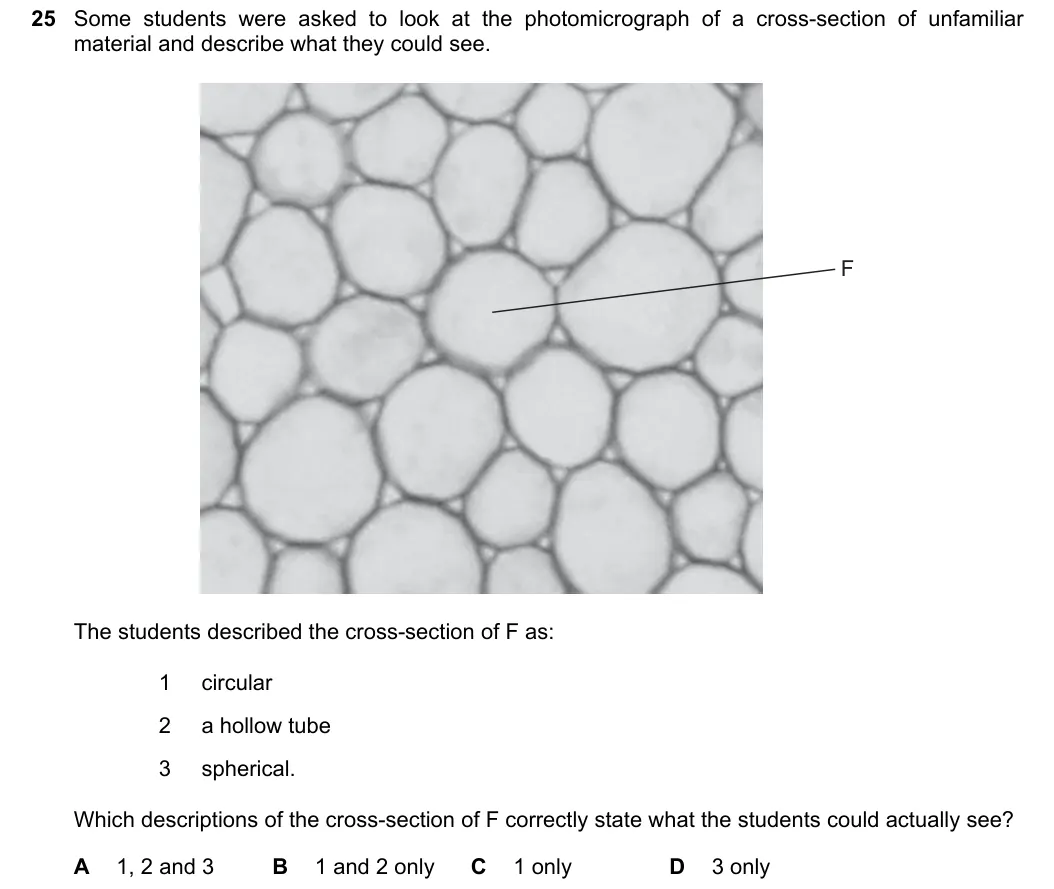 25 Some students were asked to look at the photomicrograph of a cross-section of unfamiliar
material and describe what they could see.
F
The students described the cross-section of F as:
1 circular
2 a hollow tube
3 spherical.
Which descriptions of the cross-section of F correctly state what the students could actually see?
A 1, 2 and 3 B 1 and 2 only C 1 only D 3 only